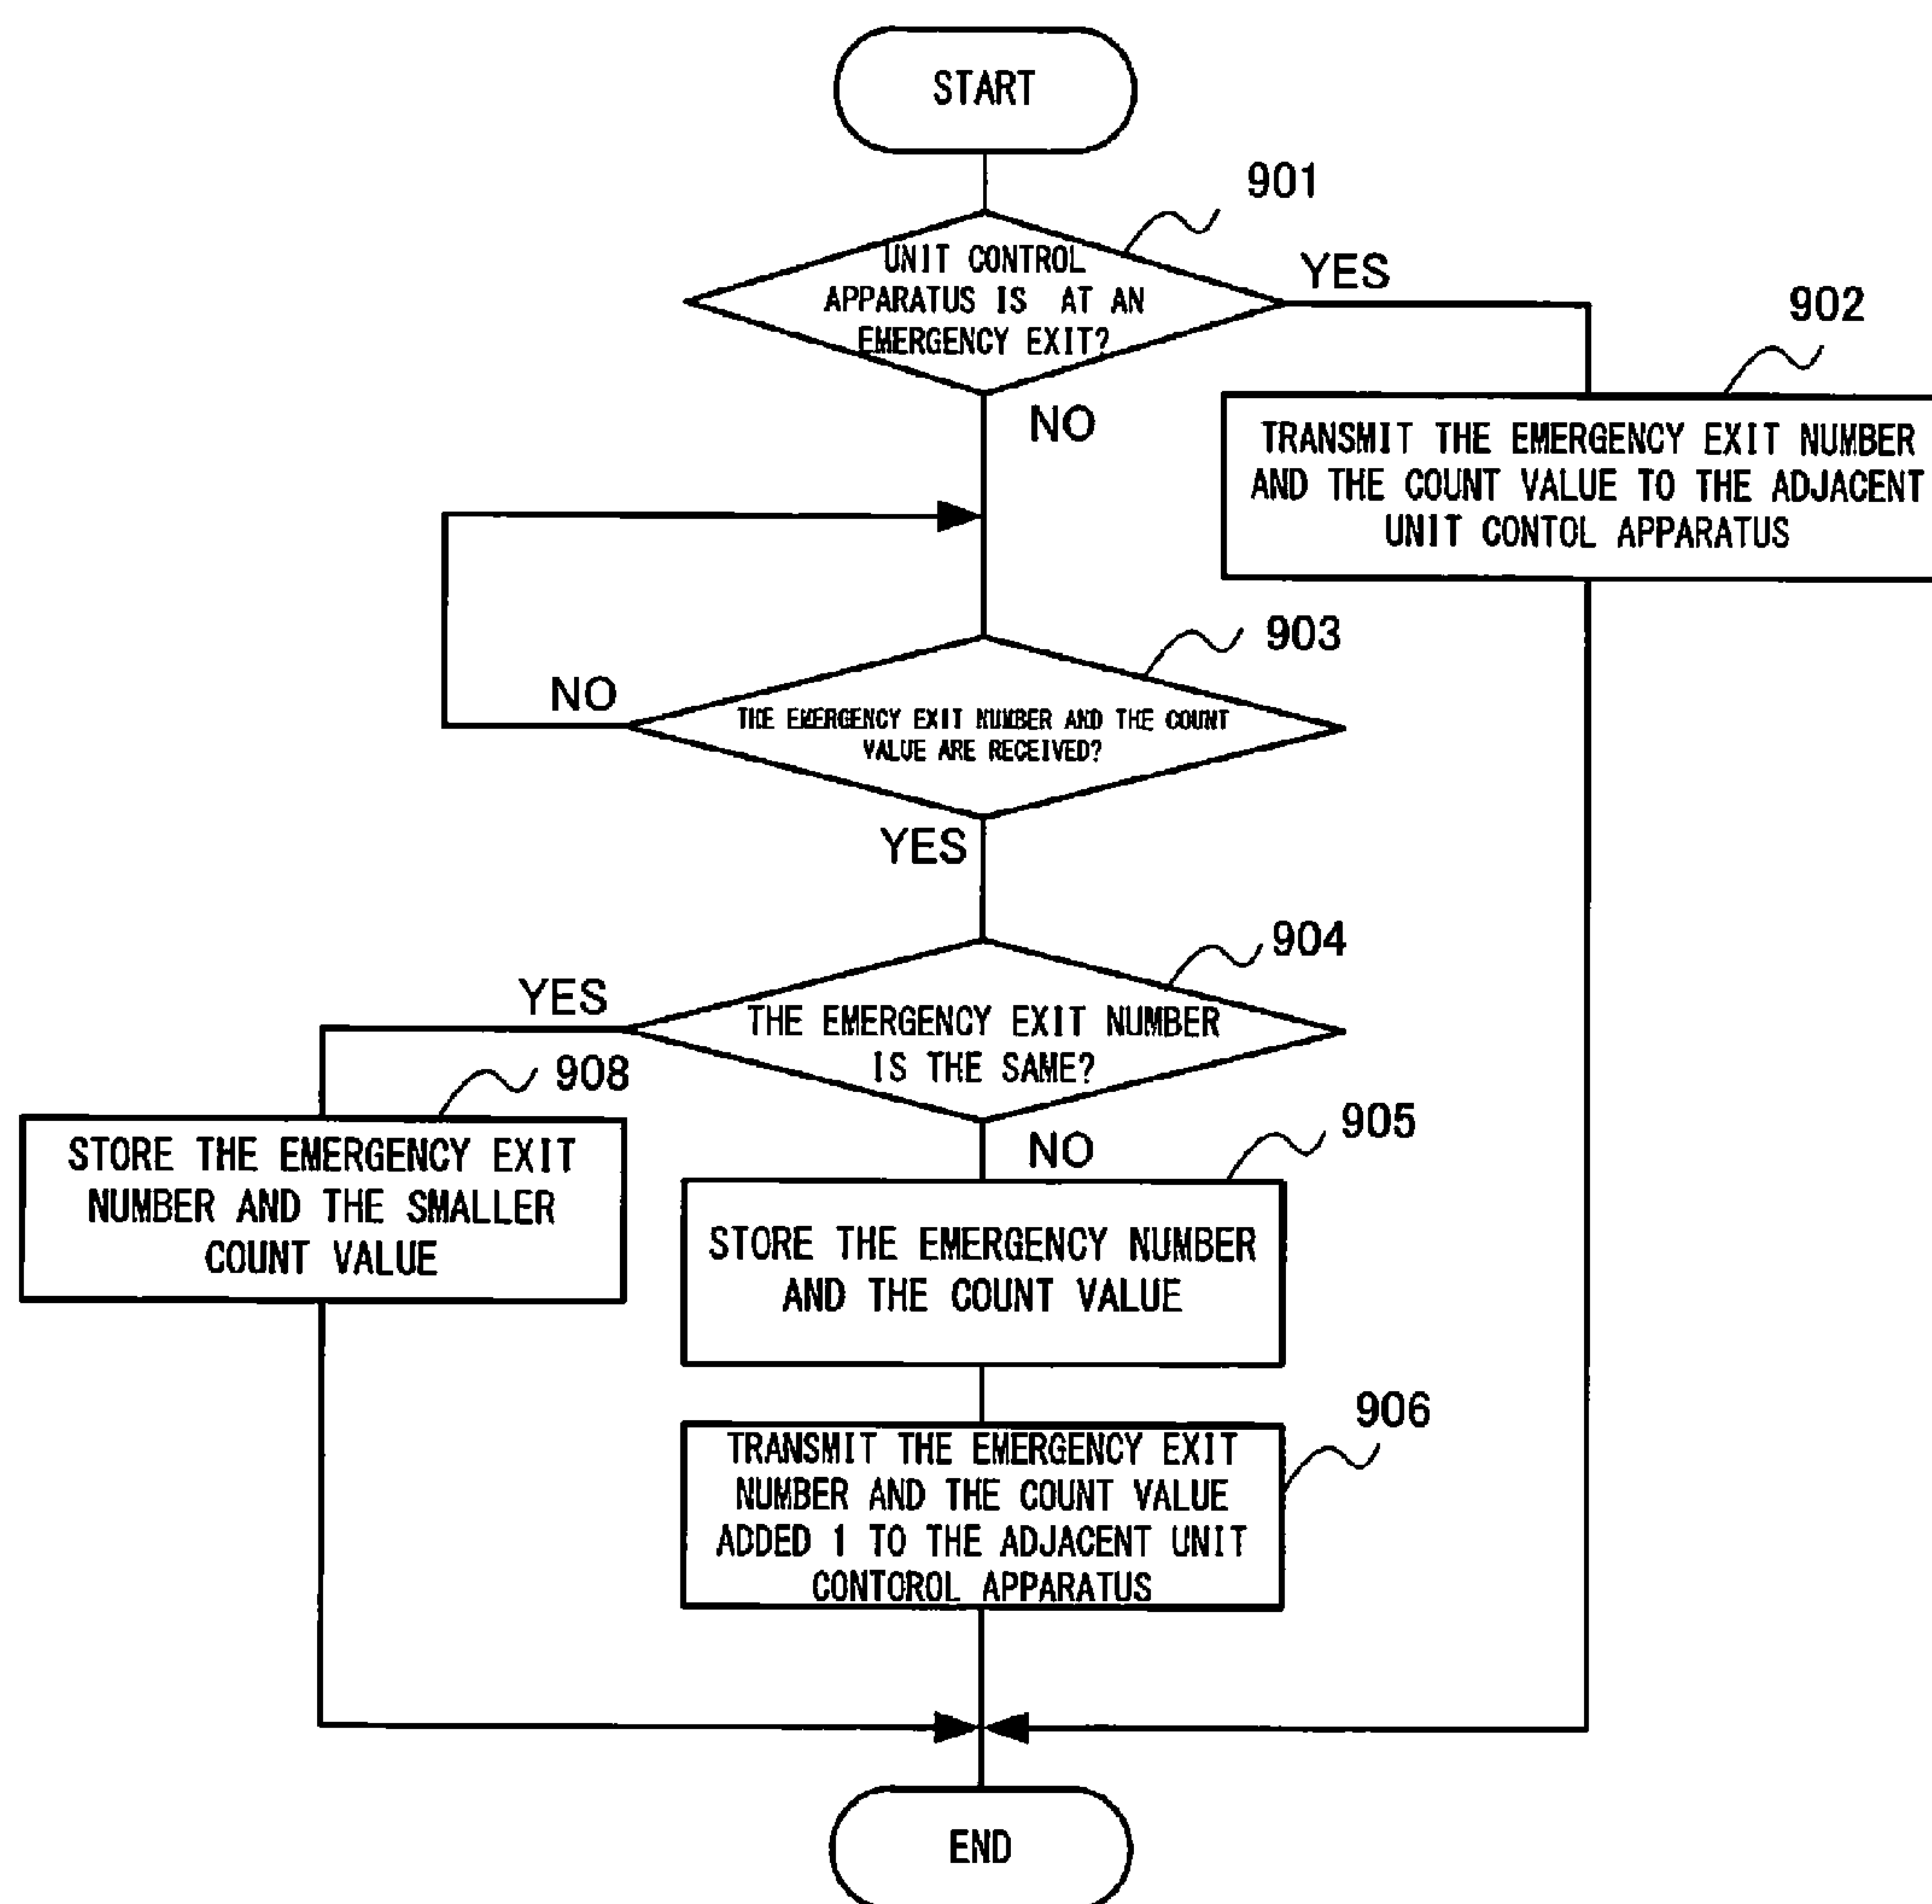 START
901
UNIT CONTROL
APPARATUS IS AT AN
EMERGENCY EXIT?
YES
902
NO
TRANSMIT THE EMERGENCY EXIT NUMBER
AND THE COUNT VALUE TO THE ADJACENT
UNIT CONTOL APPARATUS
903
NO
THE EMERGENCY EXIT NUMBER AND THE COUNT
VALUE ARE RECEIVED?
YES
904
YES
THE EMERGENCY EXIT NUMBER
IS THE SAME?
908
NO
905
STORE THE EMERGENCY EXIT
NUMBER AND THE SMALLER
COUNT VALUE
STORE THE EMERGENCY NUMBER
AND THE COUNT VALUE
906
TRANSMIT THE EMERGENCY EXIT
NUMBER AND THE COUNT VALUE
ADDED 1 TO THE ADJACENT UNIT
CONTOROL APPARATUS
END